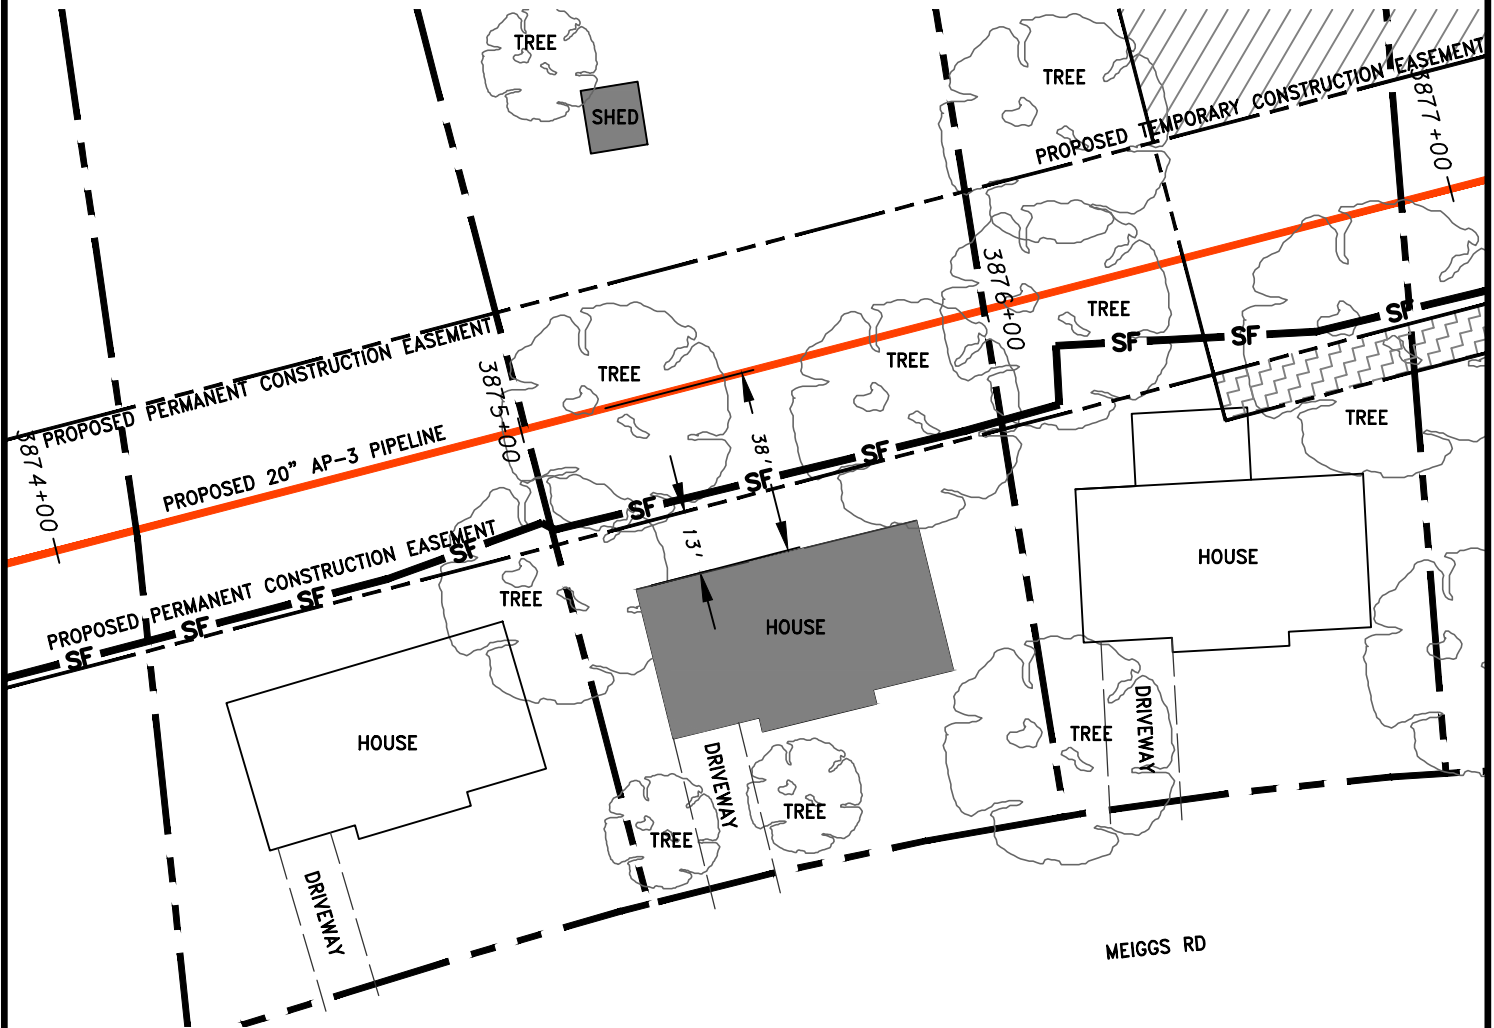 TREE
TREE
SHED
PROPOSED TEMPORARY CONSTRUCTION EASEMENT
3877+00
3876+00
TREE
SF
SF
SF
PROPOSED PERMANENT CONSTRUCTION EASEMENT
3875+00
TREE
TREE
TREE
3874+00
PROPOSED 20" AP-3 PIPELINE
38'
SF
SF
SF
13'
PROPOSED PERMANENT CONSTRUCTION EASEMENT
SF
SF
SF
SF
TREE
HOUSE
HOUSE
HOUSE
DRIVEWAY
TREE
DRIVEWAY
TREE
TREE
DRIVEWAY
MEIGGS RD